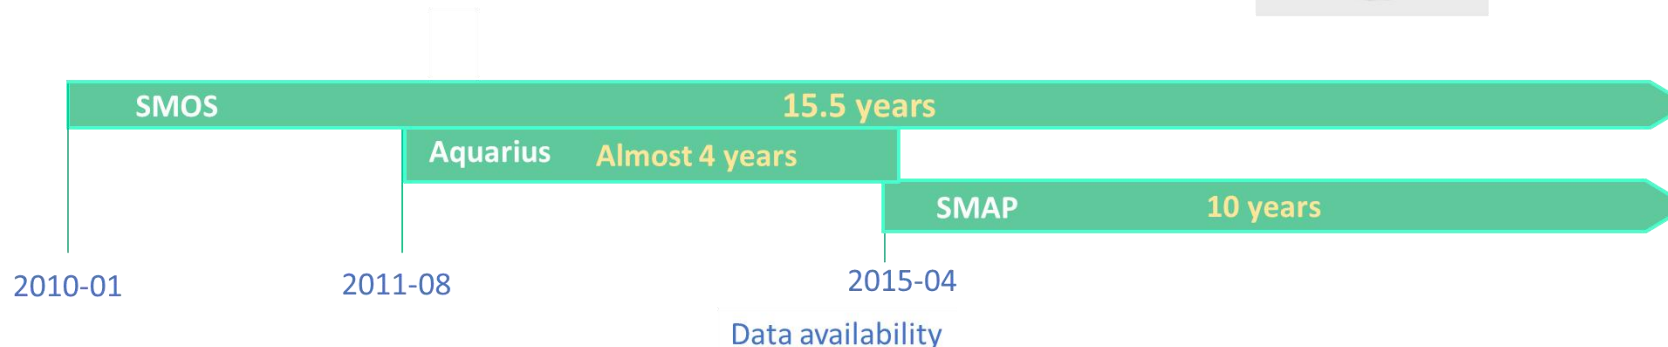 SMOS 15.5 years
Aquarius Almost 4 years
SMAP 10 years
2010-01 2011-08 2015-04
Data availability